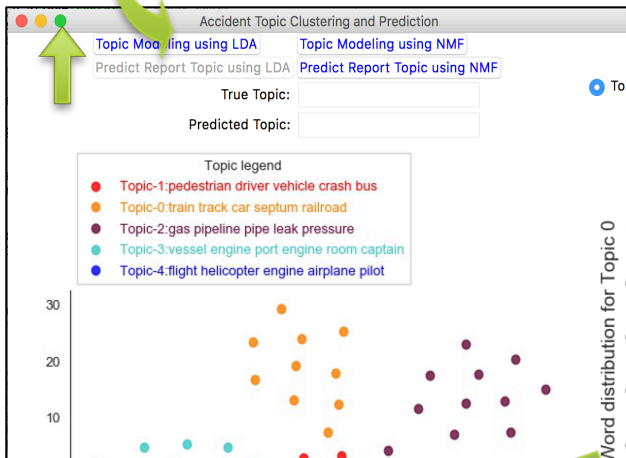 Accident Topic Clustering and Prediction
Topic Modeling using LDA
Topic Modeling using NMF
Predict Report Topic using LDA
Predict Report Topic using NMF
True Topic:
To
Predicted Topic:
Topic legend
Topic-1:pedestrian driver vehicle crash bus
Topic-0:train track car septum railroad
Topic-2:gas pipeline pipe leak pressure
Topic-3:vessel engine port engine room captain
Topic-4:flight helicopter engine airplane pilot
30
20
10
Word distribution for Topic 0